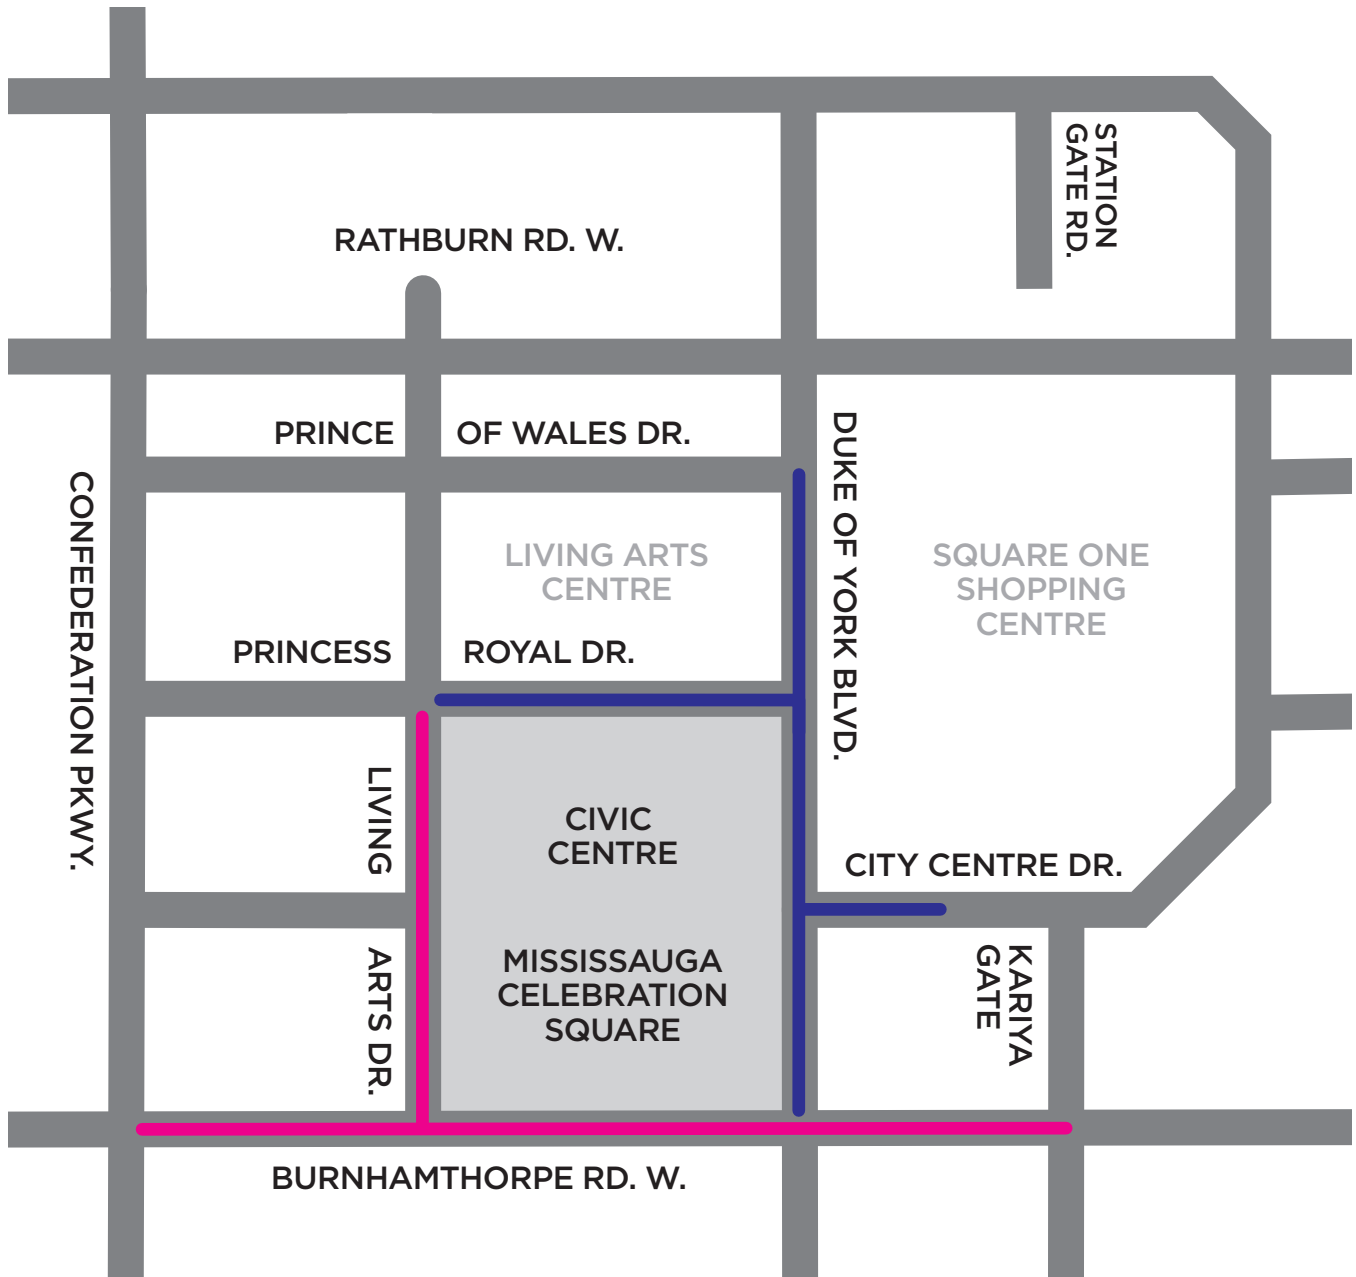 STATION
GATE RD.
RATHBURN RD. W.
PRINCE OF WALES DR.
CONFEDERATION PKWY.
DUKE OF YORK BLVD.
LIVING ARTS
CENTRE
SQUARE ONE
SHOPPING
CENTRE
PRINCESS ROYAL DR.
LIVING
ARTS DR.
CIVIC
CENTRE
CITY CENTRE DR.
MISSISSAUGA
CELEBRATION
SQUARE
KARIYA
GATE
BURNHAMTHORPE RD. W.